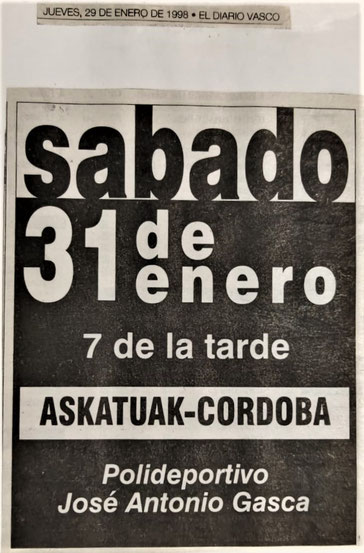 JUEVES, 29 DE ENERO DE 1998 • EL DIARIO VASCO
sabado
31 de
enero
7 de la tarde
ASKATUAK-CORDOBA
Polideportivo
José Antonio Gasca